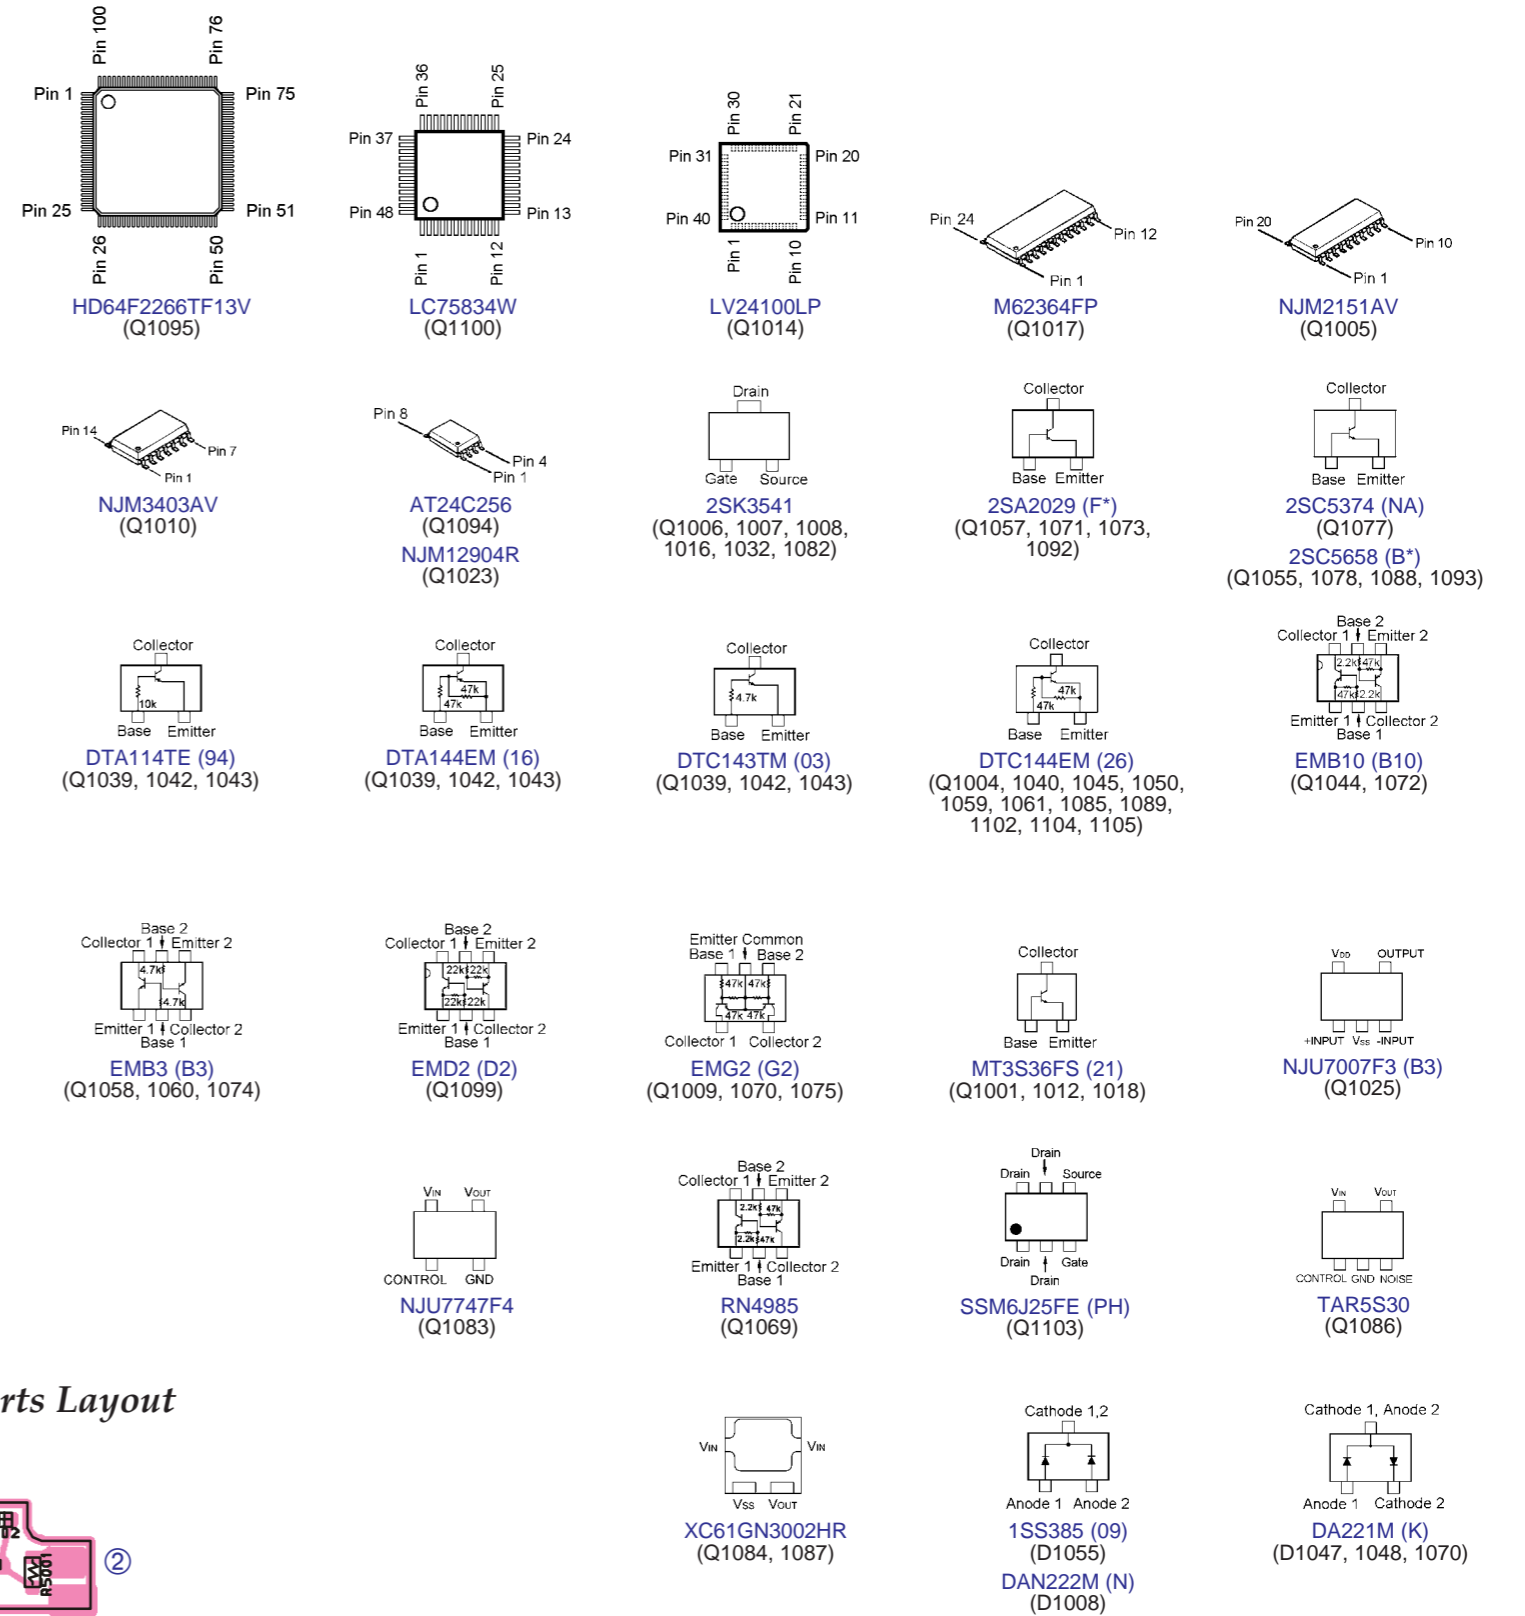 Pin 100
Pin 76
Pin 1
Pin 75
Pin 25
Pin 51
Pin 26
Pin 50
HD64F2266TF13V
(Q1095)
Pin 36
Pin 25
Pin 37
Pin 24
Pin 48
Pin 13
Pin 1
Pin 12
LC75834W
(Q1100)
Pin 30
Pin 21
Pin 31
Pin 20
Pin 40
Pin 11
Pin 1
Pin 10
LV24100LP
(Q1014)
Pin 24
Pin 12
Pin 1
M62364FP
(Q1017)
Pin 20
Pin 10
Pin 1
NJM2151AV
(Q1005)
Pin 14
Pin 7
Pin 1
NJM3403AV
(Q1010)
Pin 8
Pin 4
Pin 1
AT24C256
(Q1094)
NJM12904R
(Q1023)
Drain
Gate Source
2SK3541
(Q1006, 1007, 1008,
1016, 1032, 1082)
Collector
Base Emitter
2SA2029 (F*)
(Q1057, 1071, 1073,
1092)
Collector
Base Emitter
2SC5374 (NA)
(Q1077)
2SC5658 (B*)
(Q1055, 1078, 1088, 1093)
Collector
10k
Base Emitter
DTA114TE (94)
(Q1039, 1042, 1043)
Collector
47k
47k
Base Emitter
DTA144EM (16)
(Q1039, 1042, 1043)
Collector
4.7k
Base Emitter
DTC143TM (03)
(Q1039, 1042, 1043)
Collector
47k
47k
Base Emitter
DTC144EM (26)
(Q1004, 1040, 1045, 1050,
1059, 1061, 1085, 1089,
1102, 1104, 1105)
Base 2
Collector 1 Emitter 2
2.2k 47k
47k 2.2k
Emitter 1 Collector 2
Base 1
EMB10 (B10)
(Q1044, 1072)
Base 2
Collector 1 Emitter 2
4.7k
4.7k
Emitter 1 Collector 2
Base 1
EMB3 (B3)
(Q1058, 1060, 1074)
Base 2
Collector 1 Emitter 2
22k 22k
22k 22k
Emitter 1 Collector 2
Base 1
EMD2 (D2)
(Q1099)
Emitter Common
Base 1 Base 2
47k 47k
47k 47k
Collector 1 Collector 2
EMG2 (G2)
(Q1009, 1070, 1075)
Collector
Base Emitter
MT3S36FS (21)
(Q1001, 1012, 1018)
VDD OUTPUT
+INPUT VSS -INPUT
NJU7007F3 (B3)
(Q1025)
VIN VOUT
CONTROL GND
NJU7747F4
(Q1083)
Base 2
Collector 1 Emitter 2
2.2k 47k
2.2k 47k
Emitter 1 Collector 2
Base 1
RN4985
(Q1069)
Drain
Drain Source
Drain Gate
Drain
SSM6J25FE (PH)
(Q1103)
VIN VOUT
CONTROL GND NOISE
TAR5S30
(Q1086)
rts Layout
VIN VIN
VSS VOUT
XC61GN3002HR
(Q1084, 1087)
Cathode 1,2
Anode 1 Anode 2
1SS385 (09)
(D1055)
DAN222M (N)
(D1008)
Cathode 1, Anode 2
Anode 1 Cathode 2
DA221M (K)
(D1047, 1048, 1070)
02
R5001
②